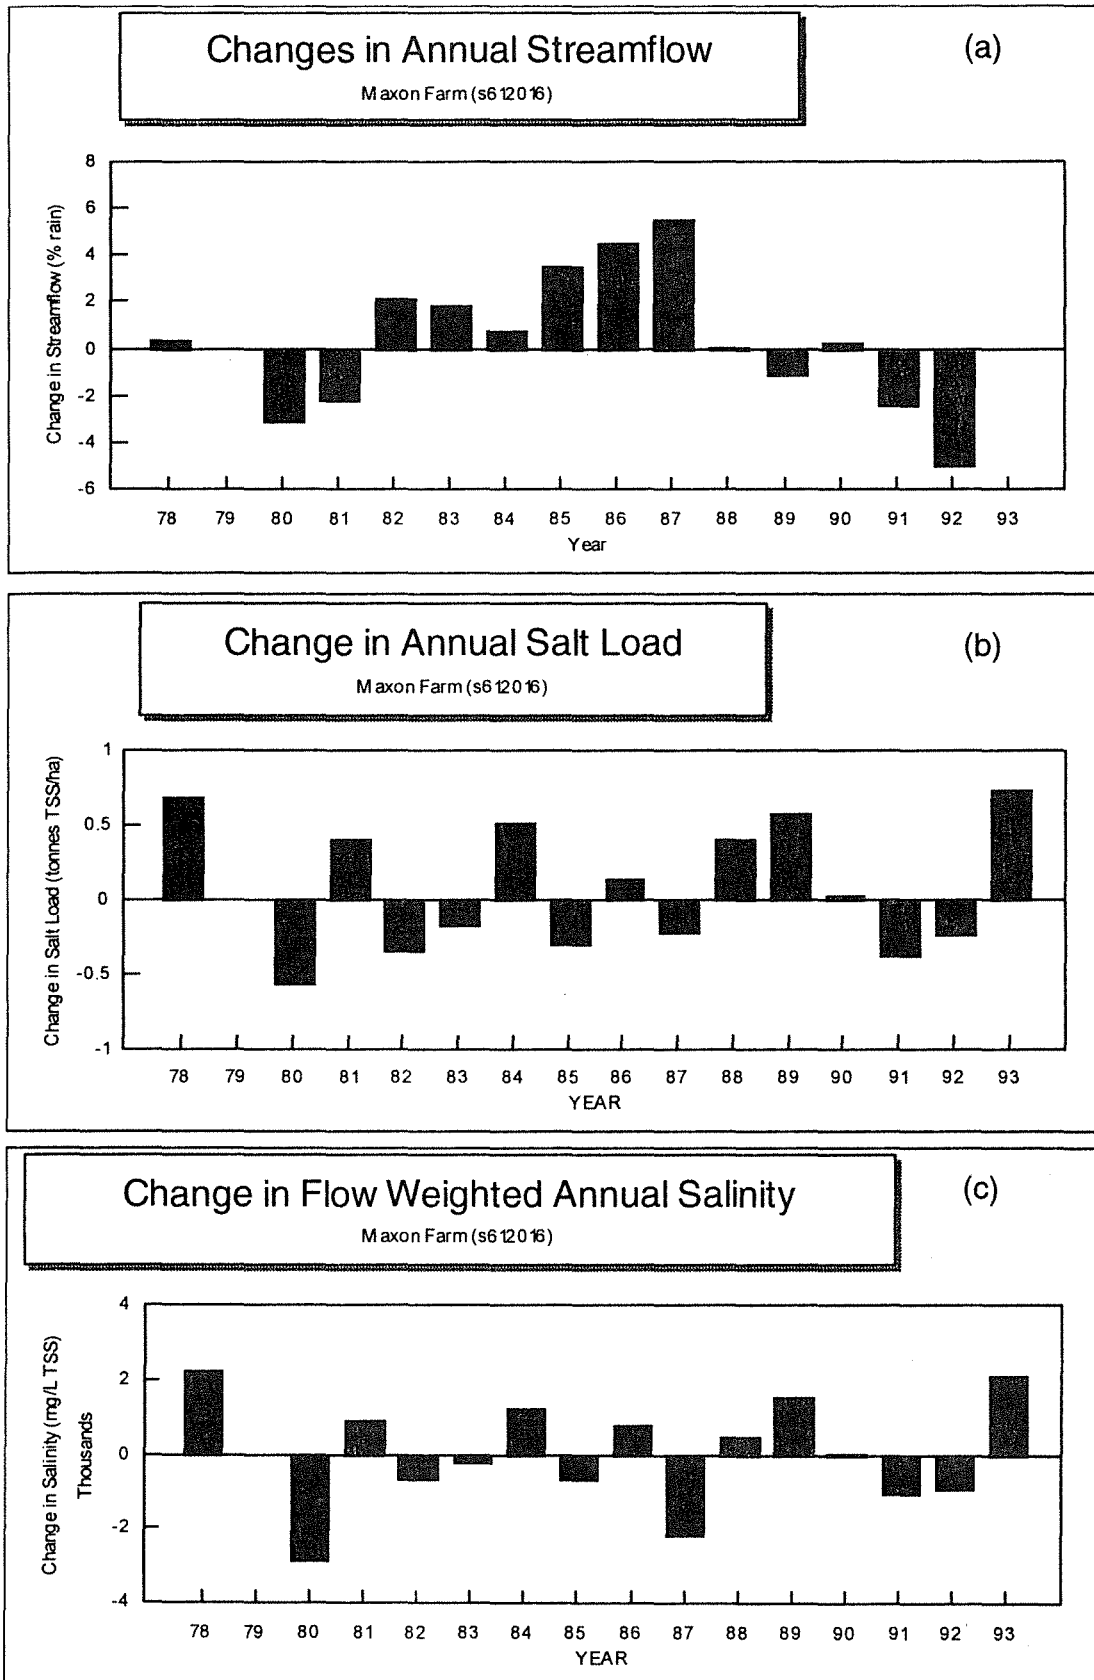 Changes in Annual Streamflow
(a)
Maxon Farm (s612016)
Change in Streamflow (% rain)
8
6
4
2
0
-2
-4
-6
78 79 80 81 82 83 84 85 86 87 88 89 90 91 92 93
Year
Change in Annual Salt Load
(b)
Maxon Farm (s612016)
Change in Salt Load (tonnes TSS/ha)
1
0.5
0
-0.5
-1
78 79 80 81 82 83 84 85 86 87 88 89 90 91 92 93
YEAR
Change in Flow Weighted Annual Salinity
(c)
Maxon Farm (s612016)
Change in Salinity (mg/L TSS)
Thousands
4
2
0
-2
-4
78 79 80 81 82 83 84 85 86 87 88 89 90 91 92 93
YEAR